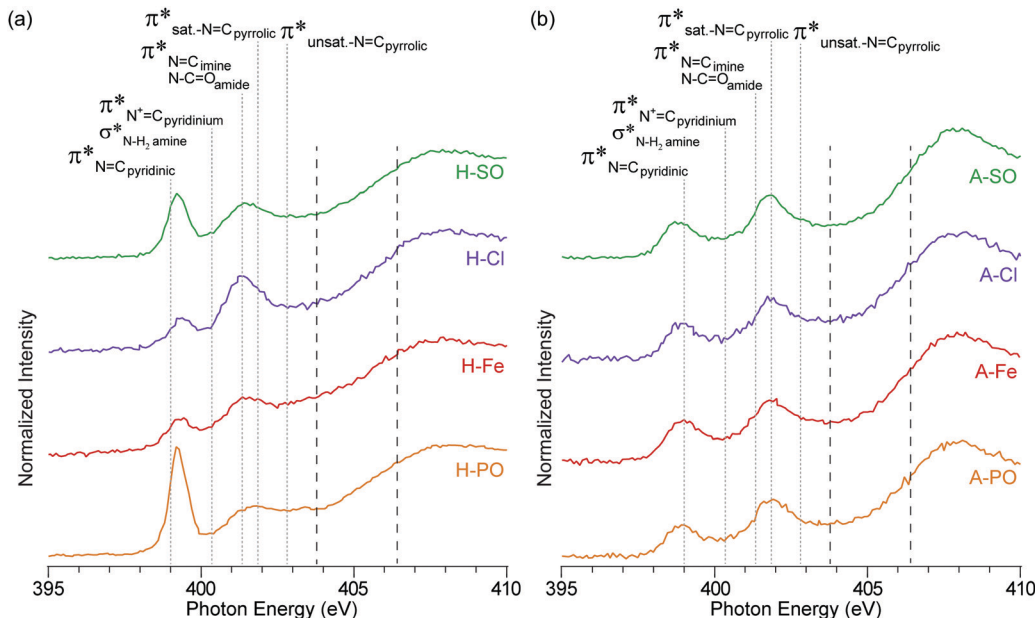 (a)
π* sat.-N=Cpyrrolic
π* unsat.-N=Cpyrrolic
π* N=Cimine
N-C=Oamide
π* N+=Cpyridinium
σ* N-H2 amine
π* N=Cpyridinic
H-SO
H-Cl
H-Fe
H-PO
Normalized Intensity
395 400 405 410
Photon Energy (eV)
(b)
π* sat.-N=Cpyrrolic
π* unsat.-N=Cpyrrolic
π* N=Cimine
N-C=Oamide
π* N+=Cpyridinium
σ* N-H2 amine
π* N=Cpyridinic
A-SO
A-Cl
A-Fe
A-PO
Normalized Intensity
395 400 405 410
Photon Energy (eV)